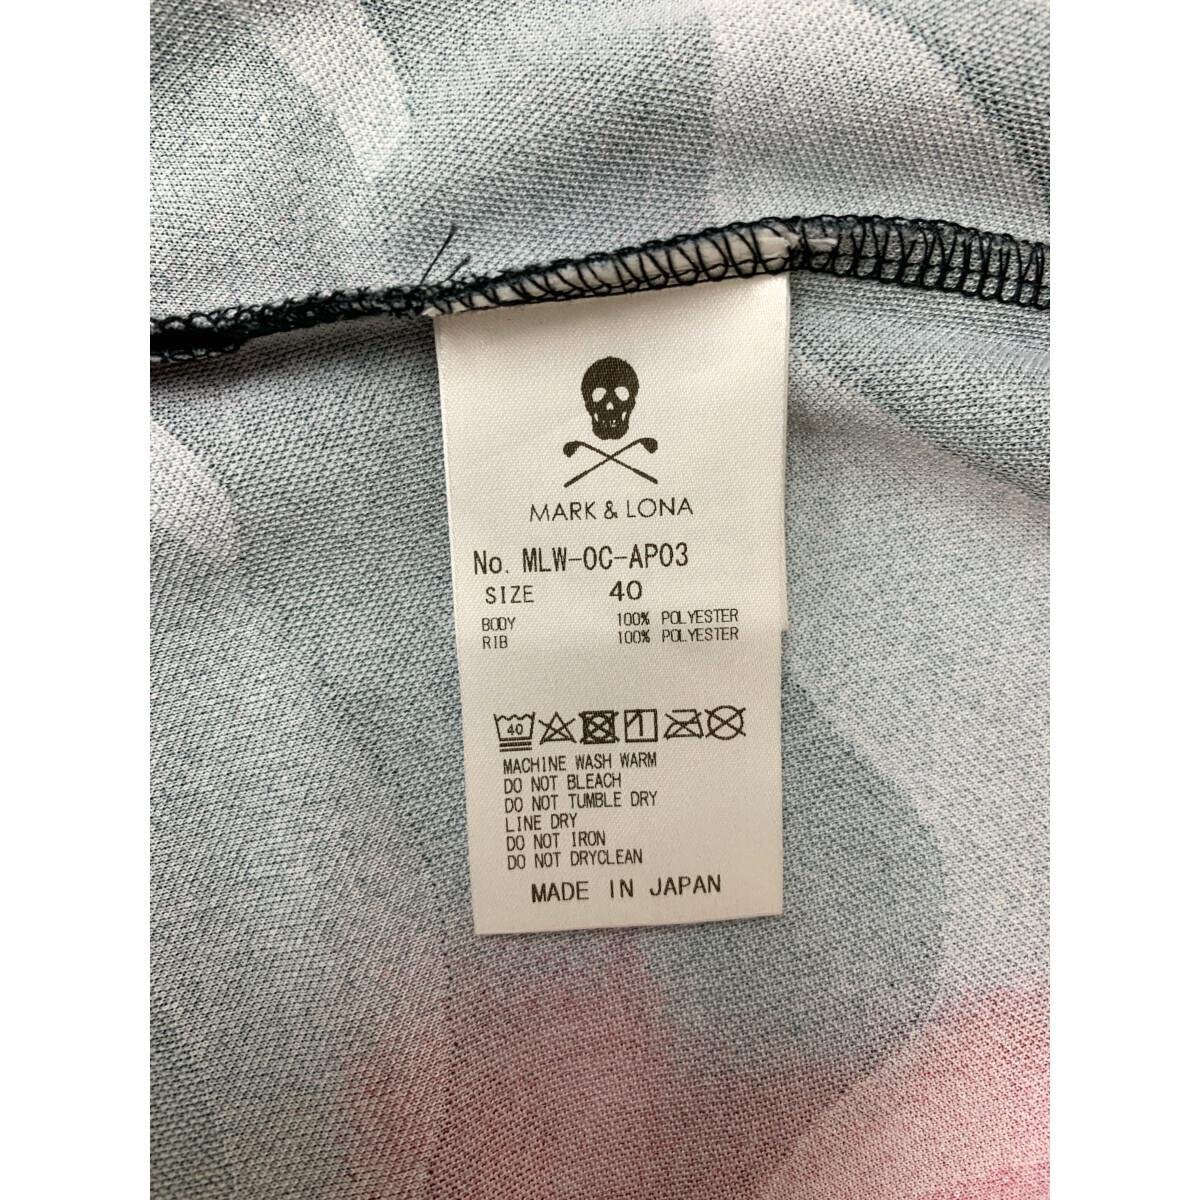 MARK & LONA
No. MLW-OC-AP03
SIZE 40
BODY 100% POLYESTER
RIB 100% POLYESTER
40
MACHINE WASH WARM
DO NOT BLEACH
DO NOT TUMBLE DRY
LINE DRY
DO NOT IRON
DO NOT DRYCLEAN
MADE IN JAPAN